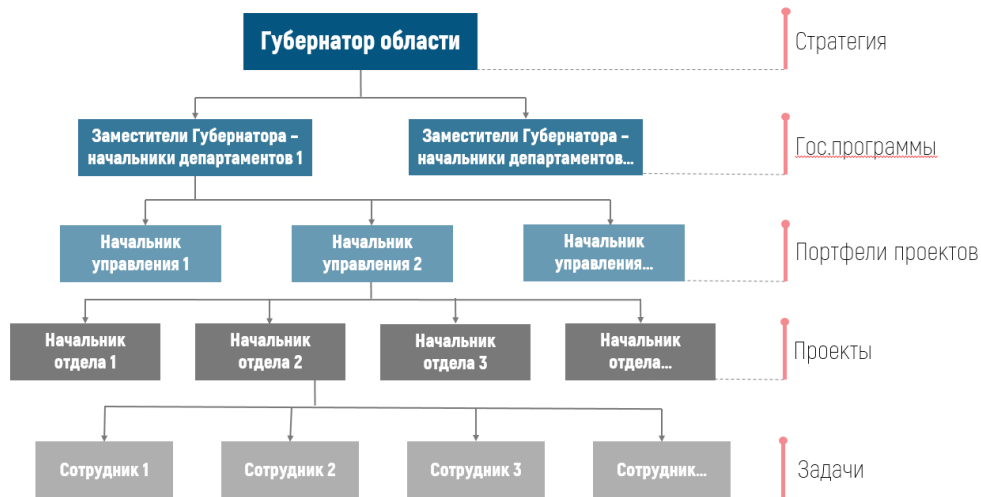 Губернатор области
Стратегия
Заместители Губернатора –
начальники департаментов 1
Заместители Губернатора –
начальники департаментов...
Гос.программы
Начальник
управления 1
Начальник
управления 2
Начальник
управления...
Портфели проектов
Начальник
отдела 1
Начальник
отдела 2
Начальник
отдела 3
Начальник
отдела...
Проекты
Сотрудник 1
Сотрудник 2
Сотрудник 3
Сотрудник...
Задачи